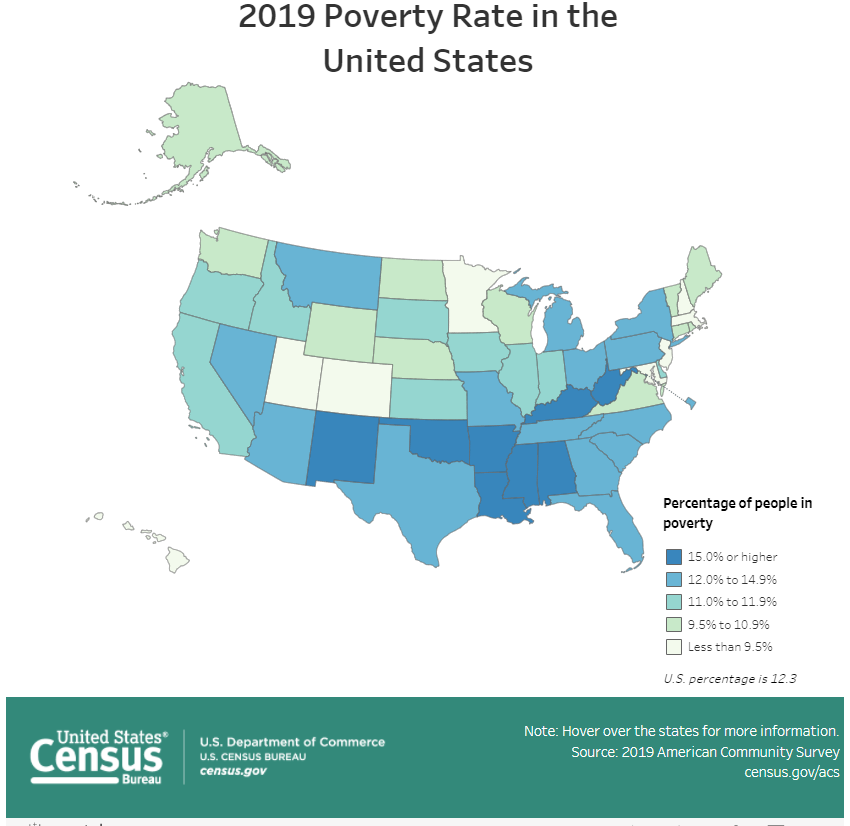 2019 Poverty Rate in the
United States
Percentage of people in
poverty
15.0% or higher
12.0% to 14.9%
11.0% to 11.9%
9.5% to 10.9%
Less than 9.5%
U.S. percentage is 12.3
United States®
Census
Bureau
U.S. Department of Commerce
U.S. CENSUS BUREAU
census.gov
Note: Hover over the states for more information.
Source: 2019 American Community Survey
census.gov/acs